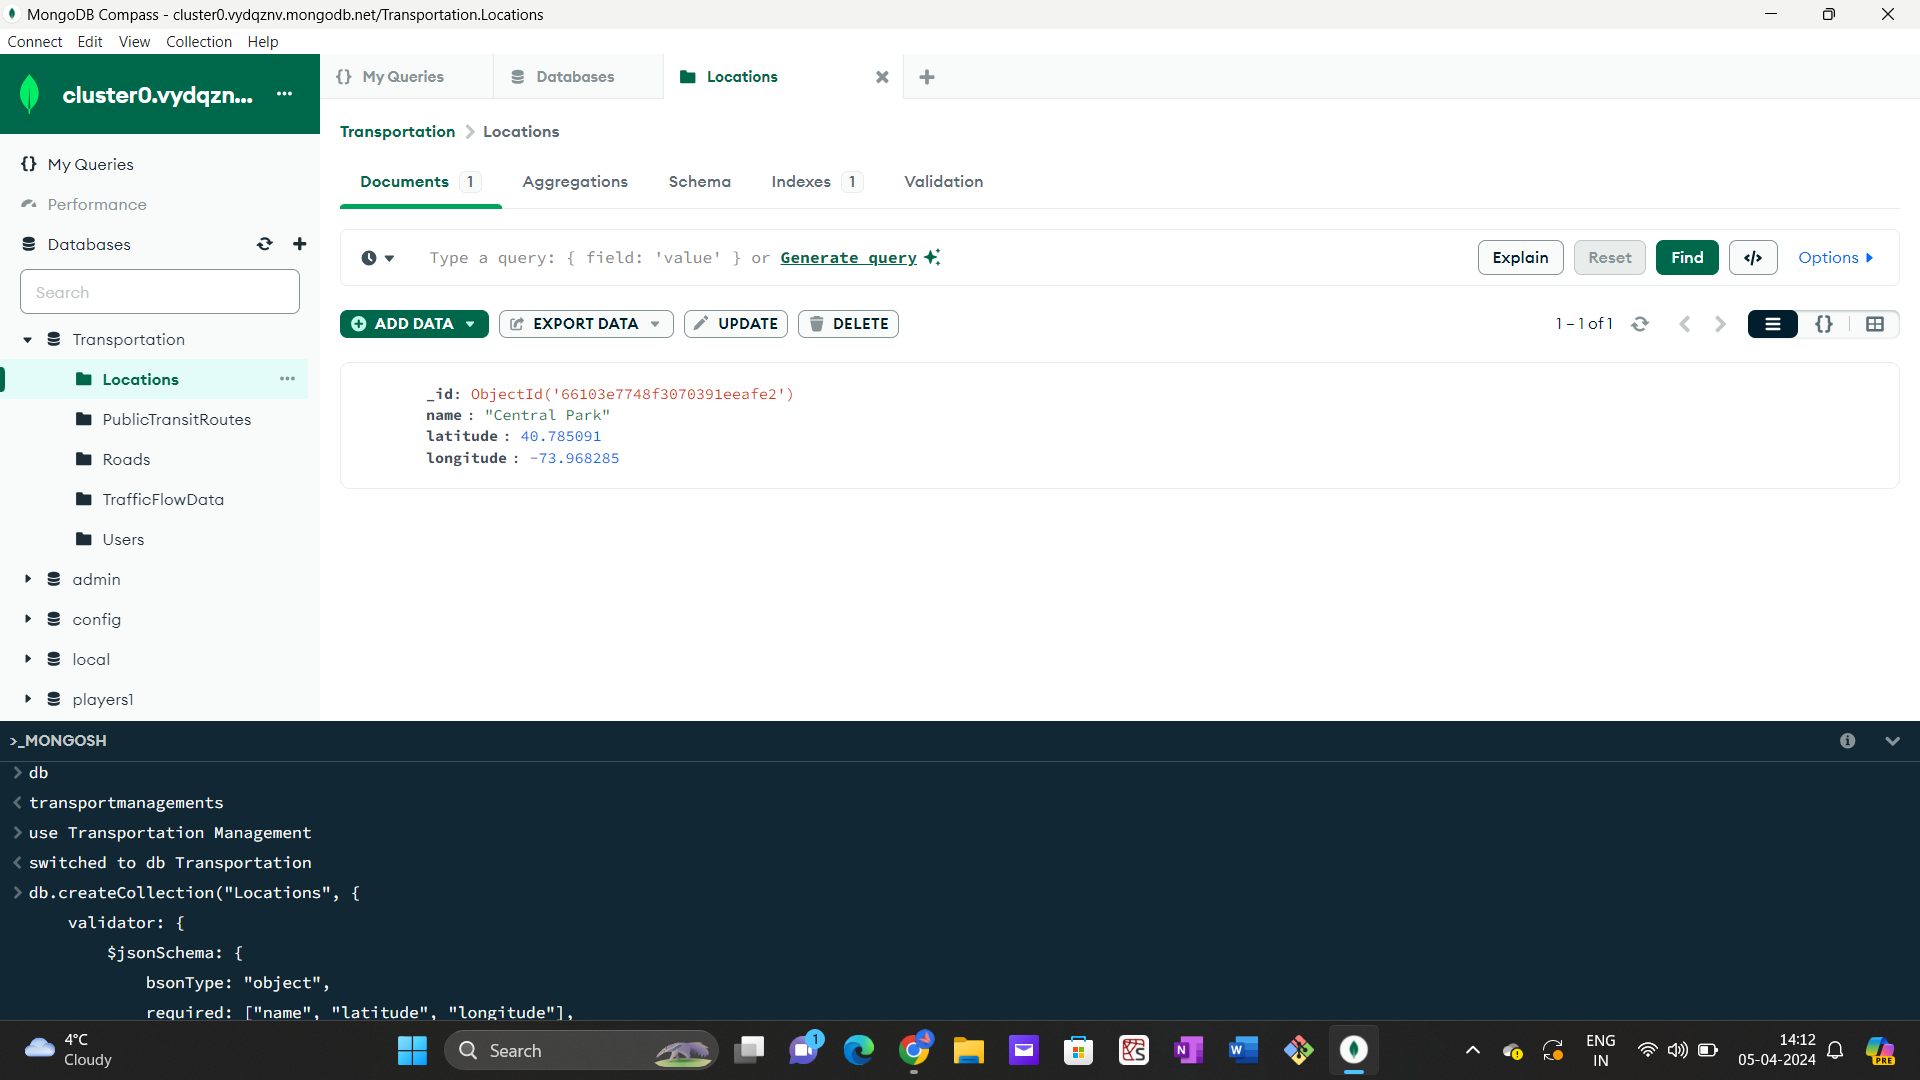 MongoDB Compass - cluster0.vydqznv.mongodb.net/Transportation.Locations
Connect Edit View Collection Help
cluster0.vydqzn... ···
{} My Queries
Databases
Locations
My Queries
Performance
Databases
Search
Transportation
Locations ···
PublicTransitRoutes
Roads
TrafficFlowData
Users
admin
config
local
players1
Transportation > Locations
Documents 1 Aggregations Schema Indexes 1 Validation
Type a query: { field: 'value' } or Generate query
Explain Reset Find </> Options
ADD DATA EXPORT DATA UPDATE DELETE
1 – 1 of 1
{}
_id: ObjectId('66103e7748f3070391eeafe2')
name : "Central Park"
latitude : 40.785091
longitude : -73.968285
>_MONGOSH
> db
< transportmanagements
> use Transportation Management
< switched to db Transportation
> db.createCollection("Locations", {
validator: {
$jsonSchema: {
bsonType: "object",
required: ["name", "latitude", "longitude"],
4°C
Cloudy
Search
1
N
W
PRE
ENG
IN
14:12
05-04-2024